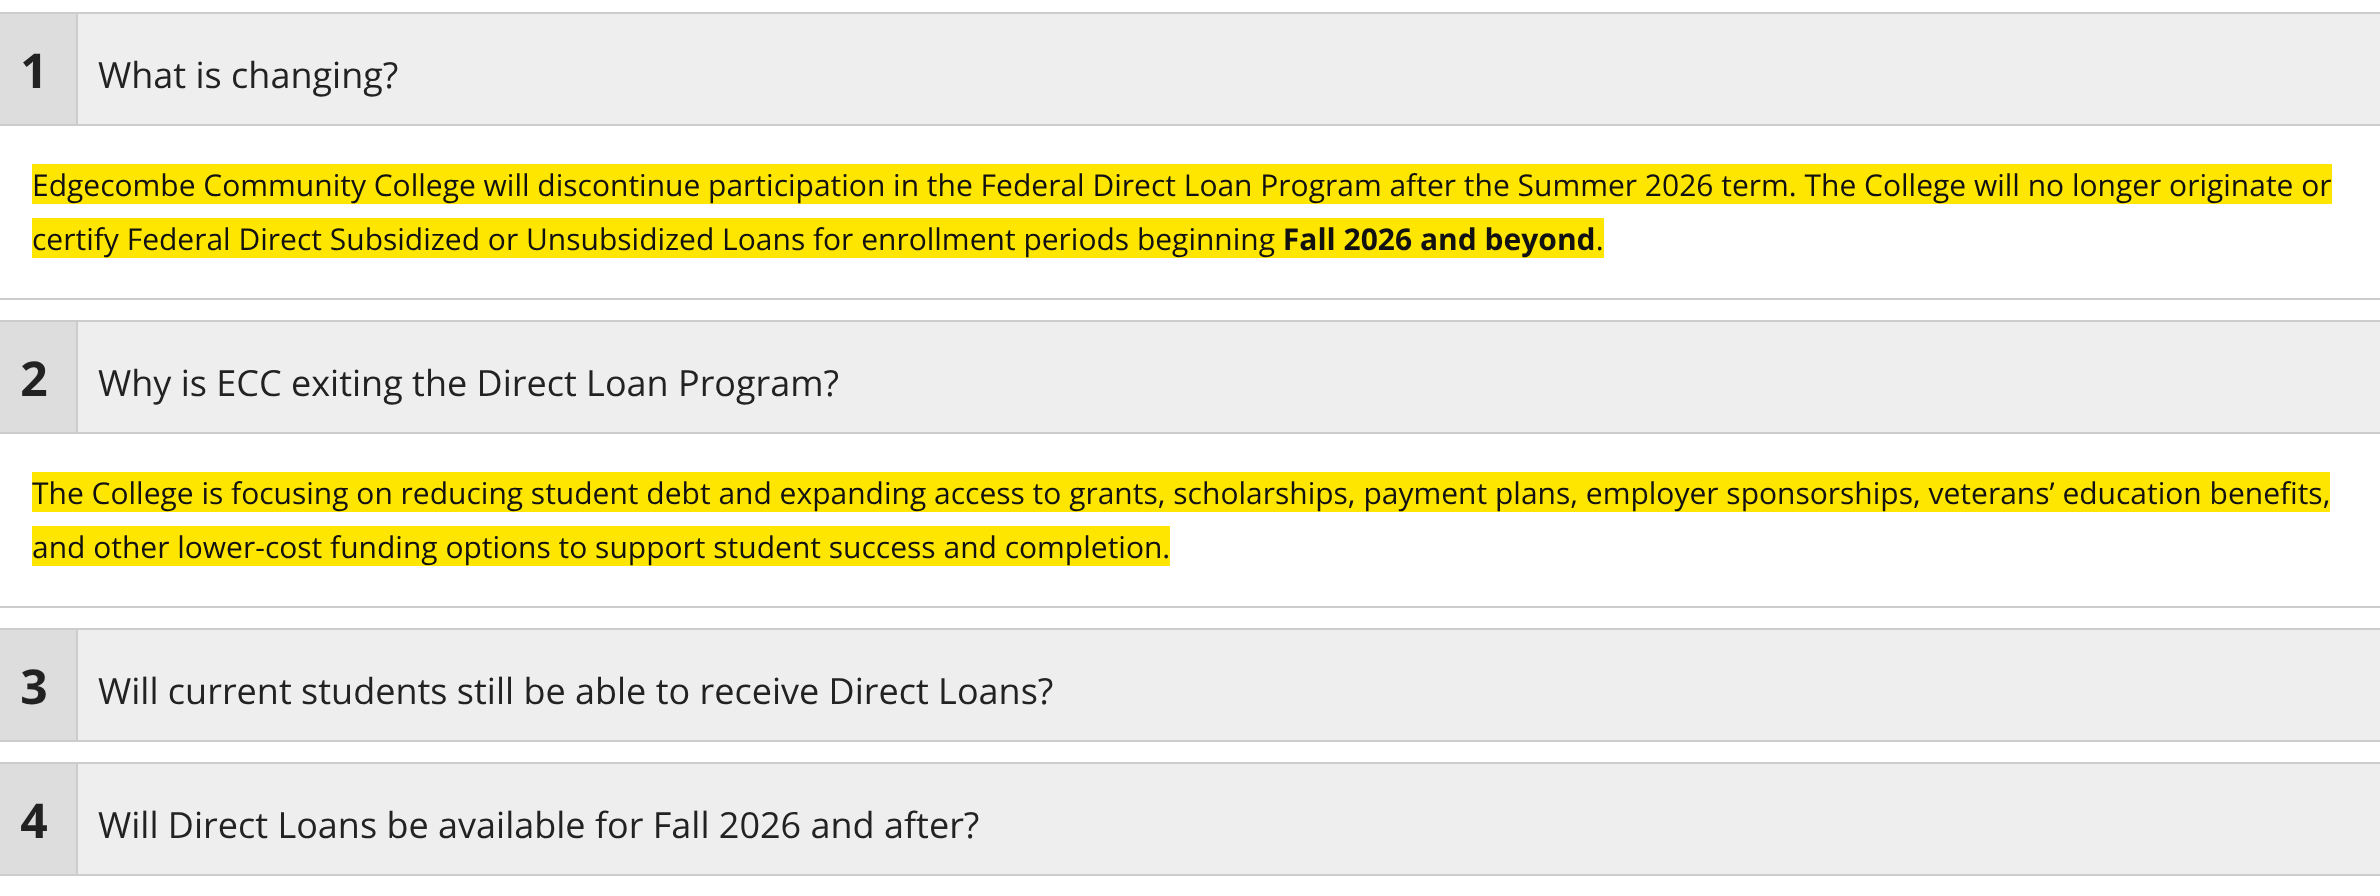 1 What is changing?
Edgecombe Community College will discontinue participation in the Federal Direct Loan Program after the Summer 2026 term. The College will no longer originate or
certify Federal Direct Subsidized or Unsubsidized Loans for enrollment periods beginning Fall 2026 and beyond.
2 Why is ECC exiting the Direct Loan Program?
The College is focusing on reducing student debt and expanding access to grants, scholarships, payment plans, employer sponsorships, veterans’ education benefits,
and other lower-cost funding options to support student success and completion.
3 Will current students still be able to receive Direct Loans?
4 Will Direct Loans be available for Fall 2026 and after?